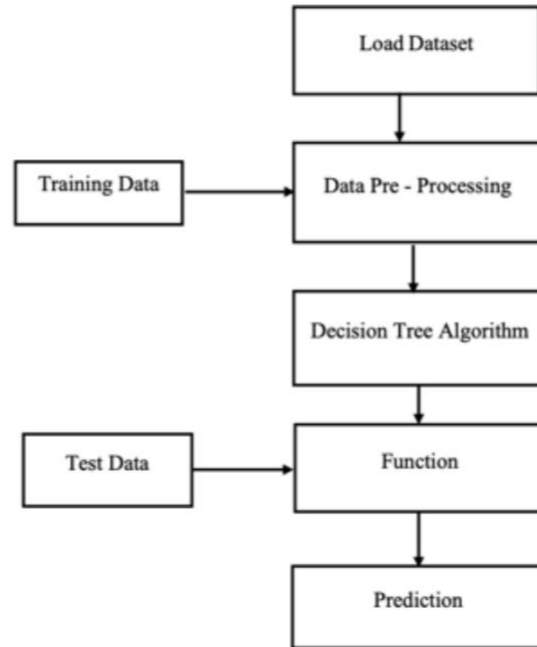 Load Dataset
Training Data
Data Pre - Processing
Decision Tree Algorithm
Test Data
Function
Prediction